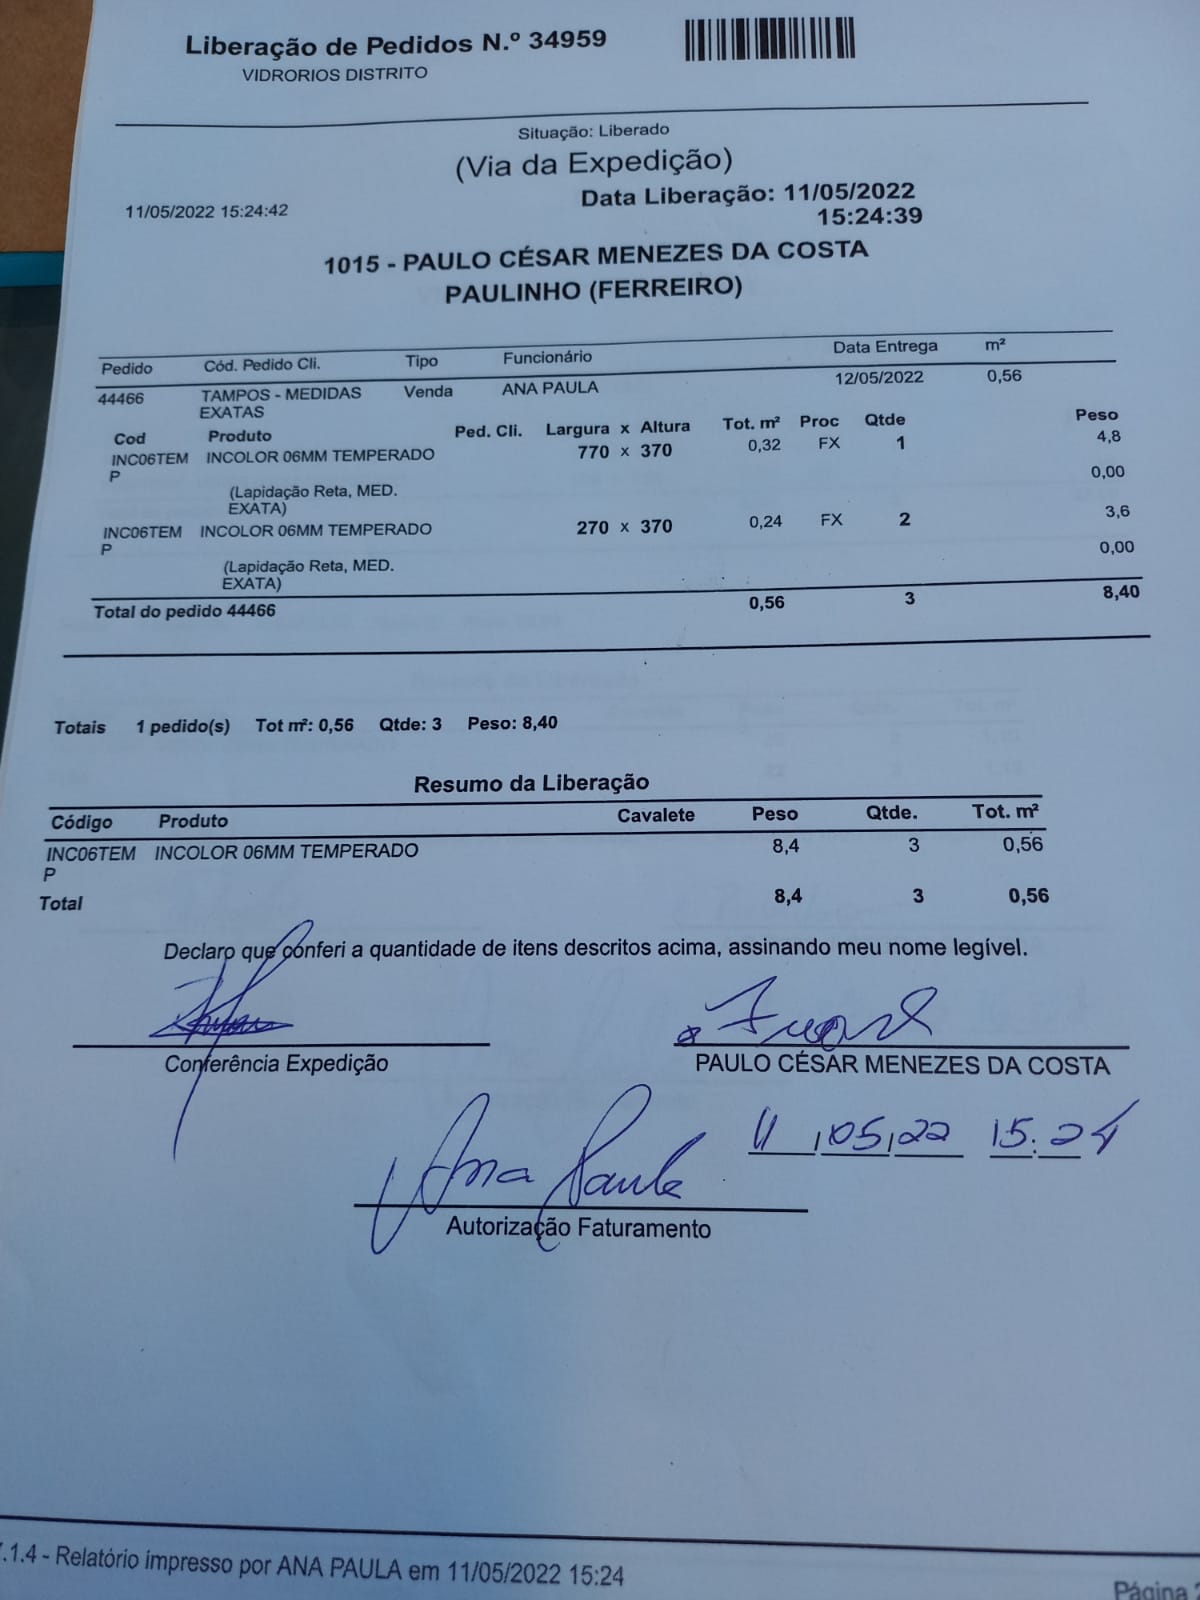 Liberação de Pedidos N.º 34959
VIDRORIOS DISTRITO
Situação: Liberado
(Via da Expedição)
11/05/2022 15:24:42
Data Liberação: 11/05/2022
15:24:39
1015 - PAULO CÉSAR MENEZES DA COSTA
PAULINHO (FERREIRO)
Pedido Cód. Pedido Cli. Tipo Funcionário Data Entrega m²
44466 TAMPOS - MEDIDAS Venda ANA PAULA 12/05/2022 0,56
EXATAS
Cod Produto Ped. Cli. Largura x Altura Tot. m² Proc Qtde Peso
INC06TEM INCOLOR 06MM TEMPERADO 770 x 370 0,32 FX 1 4,8
P
(Lapidação Reta, MED. 0,00
EXATA)
INC06TEM INCOLOR 06MM TEMPERADO 270 x 370 0,24 FX 2 3,6
P
(Lapidação Reta, MED. 0,00
EXATA)
Total do pedido 44466 0,56 3 8,40
Totais 1 pedido(s) Tot m²: 0,56 Qtde: 3 Peso: 8,40
Resumo da Liberação
Código Produto Cavalete Peso Qtde. Tot. m²
INC06TEM INCOLOR 06MM TEMPERADO 8,4 3 0,56
P
Total 8,4 3 0,56
Declaro que conferi a quantidade de itens descritos acima, assinando meu nome legível.
Conferência Expedição
PAULO CÉSAR MENEZES DA COSTA
11/05/22 15:24
Ana Paula
Autorização Faturamento
.1.4 - Relatório impresso por ANA PAULA em 11/05/2022 15:24
Página